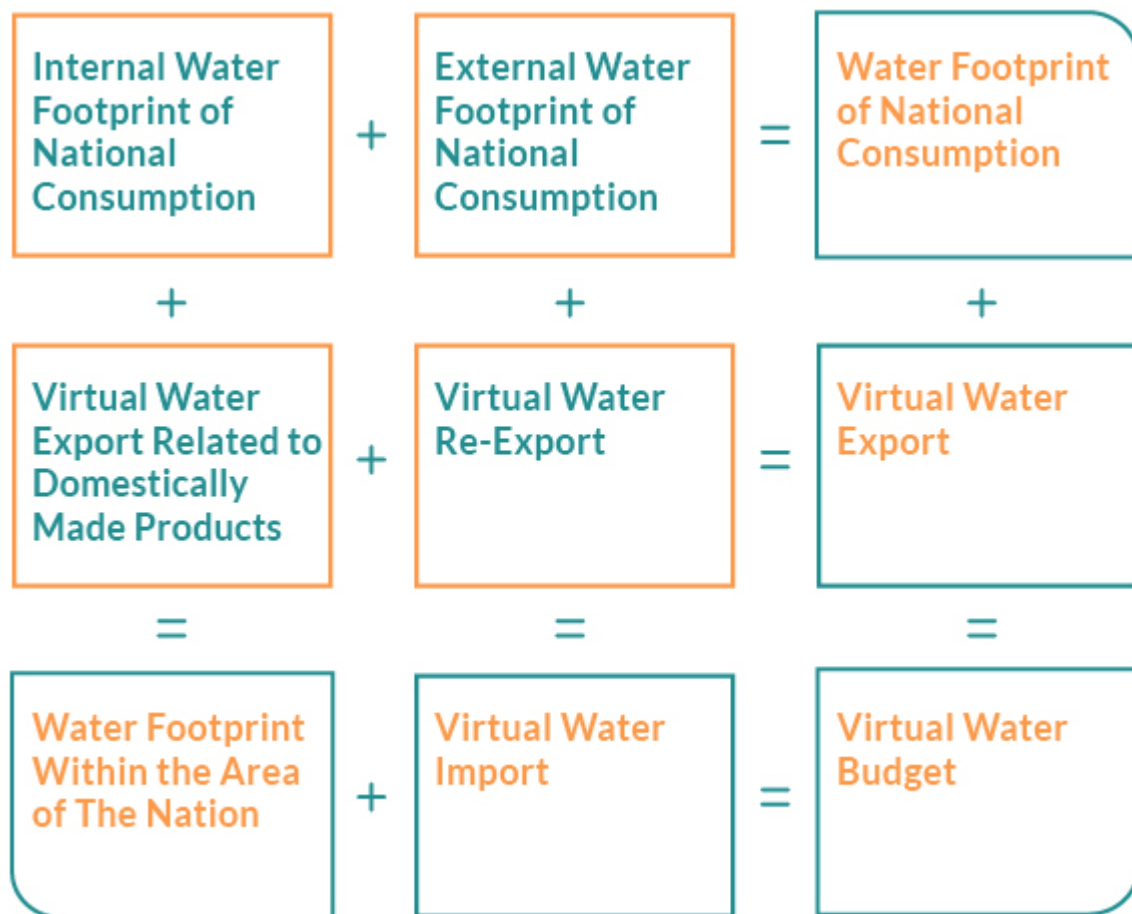 Internal Water
Footprint of
National
Consumption
+
External Water
Footprint of
National
Consumption
=
Water Footprint
of National
Consumption
+
+
+
Virtual Water
Export Related to
Domestically
Made Products
+
Virtual Water
Re-Export
=
Virtual Water
Export
=
=
=
Water Footprint
Within the Area
of The Nation
+
Virtual Water
Import
=
Virtual Water
Budget